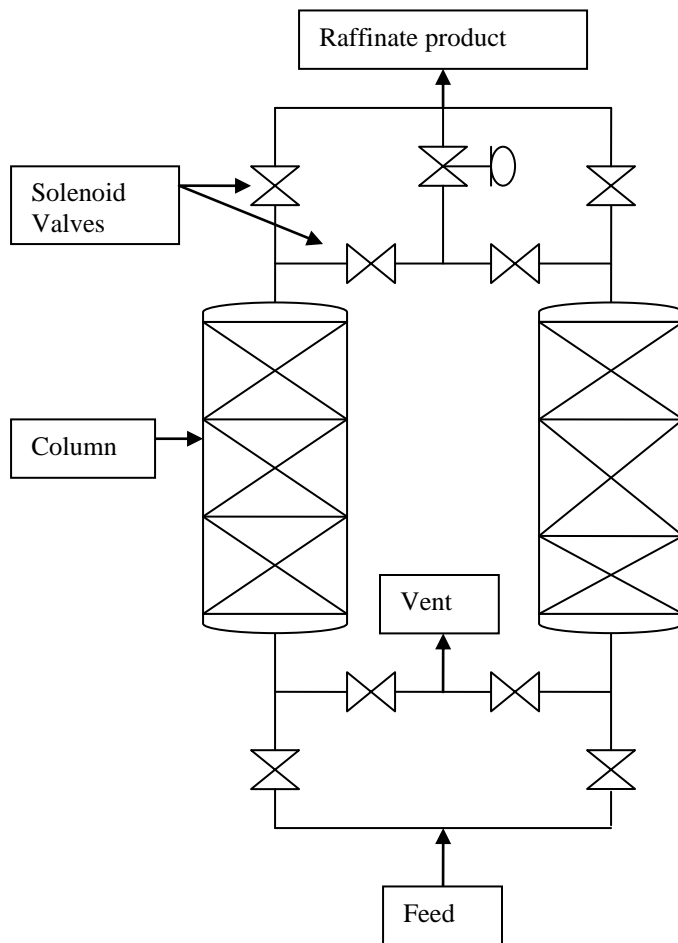 Raffinate product
Solenoid
Valves
Column
Vent
Feed